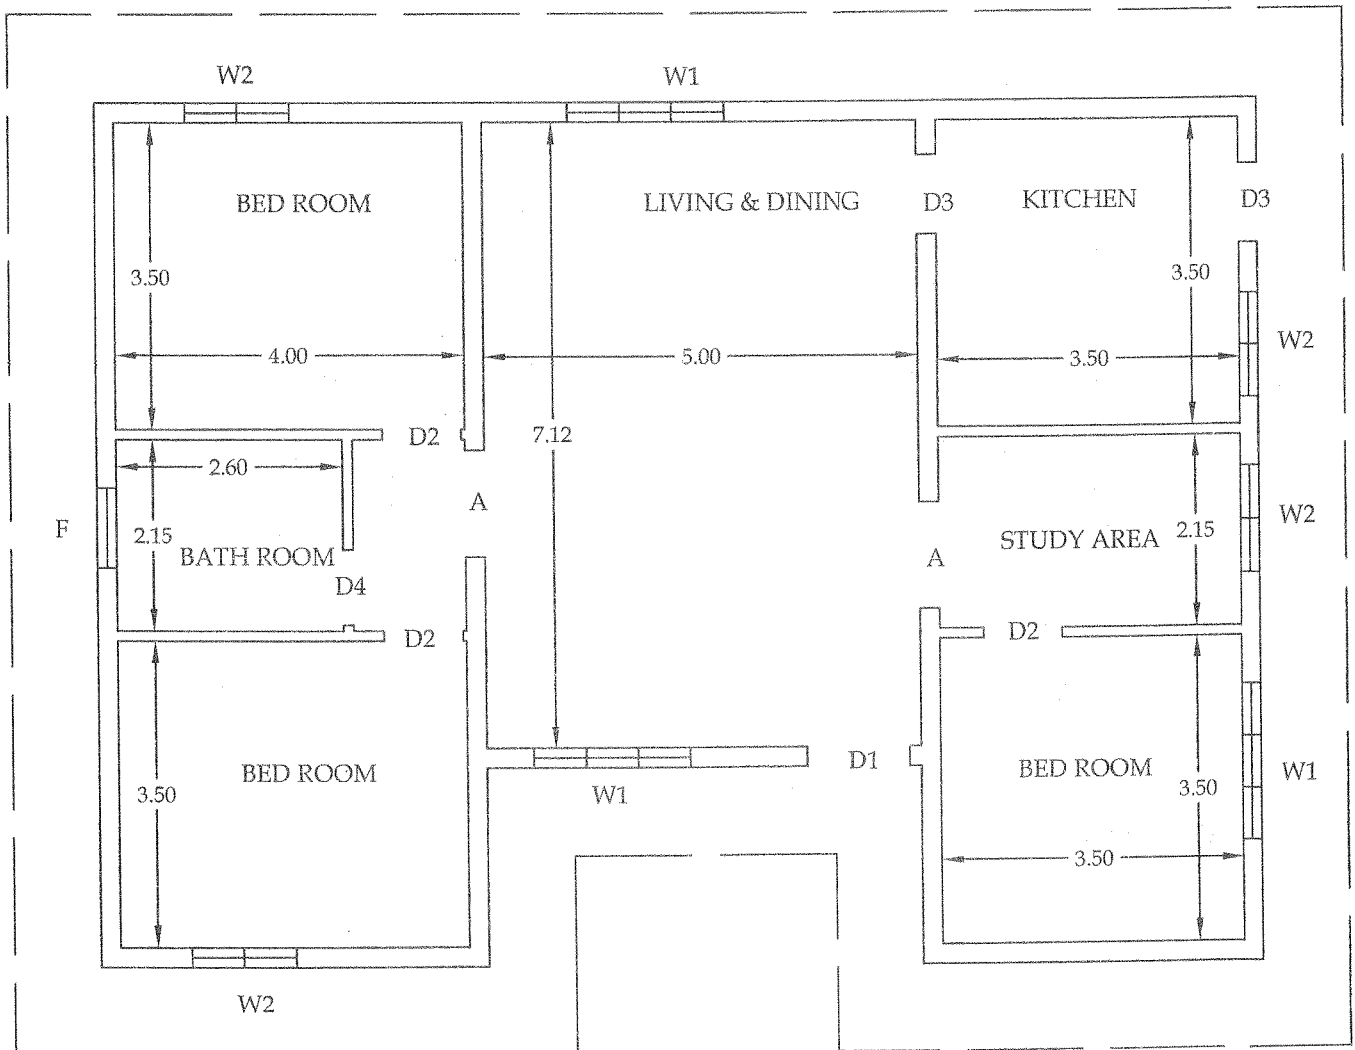 W2
W1
BED ROOM
LIVING & DINING
D3
KITCHEN
D3
3.50
3.50
W2
4.00
5.00
3.50
D2
7.12
2.60
A
W2
F
2.15
BATH ROOM
STUDY AREA
2.15
A
D4
D2
D2
BED ROOM
D1
BED ROOM
W1
3.50
W1
3.50
3.50
W2